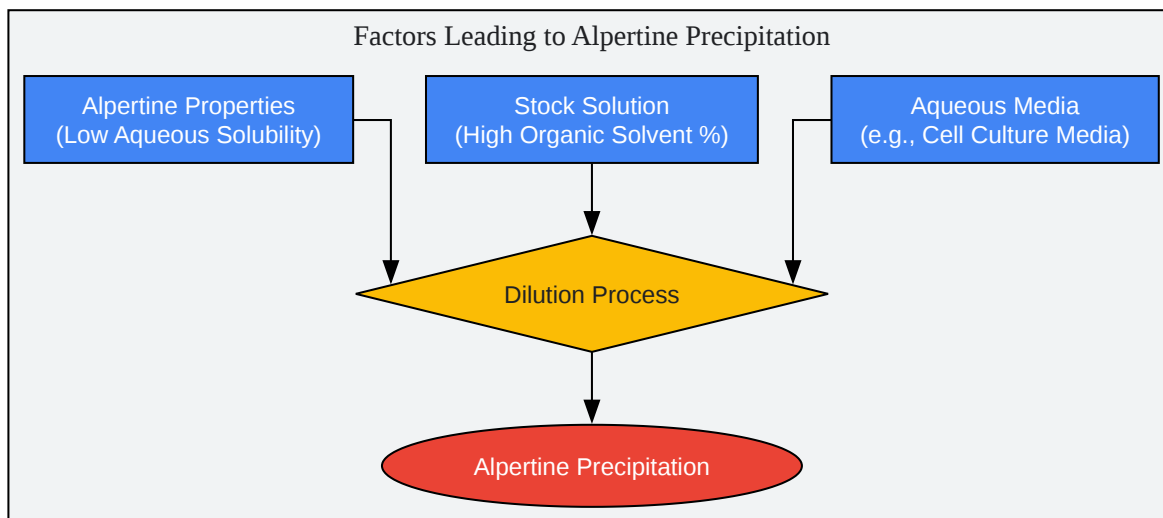 Factors Leading to Alpertine Precipitation
Alpertine Properties
(Low Aqueous Solubility)
Stock Solution
(High Organic Solvent %)
Aqueous Media
(e.g., Cell Culture Media)
Dilution Process
Alpertine Precipitation